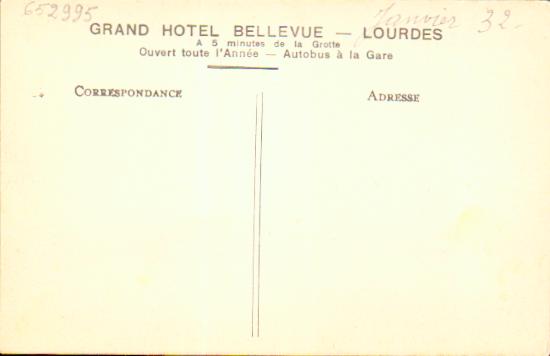 652995
Janvier 32.
GRAND HOTEL BELLEVUE — LOURDES
A 5 minutes de la Grotte
Ouvert toute l'Année — Autobus à la Gare
CORRESPONDANCE
ADRESSE